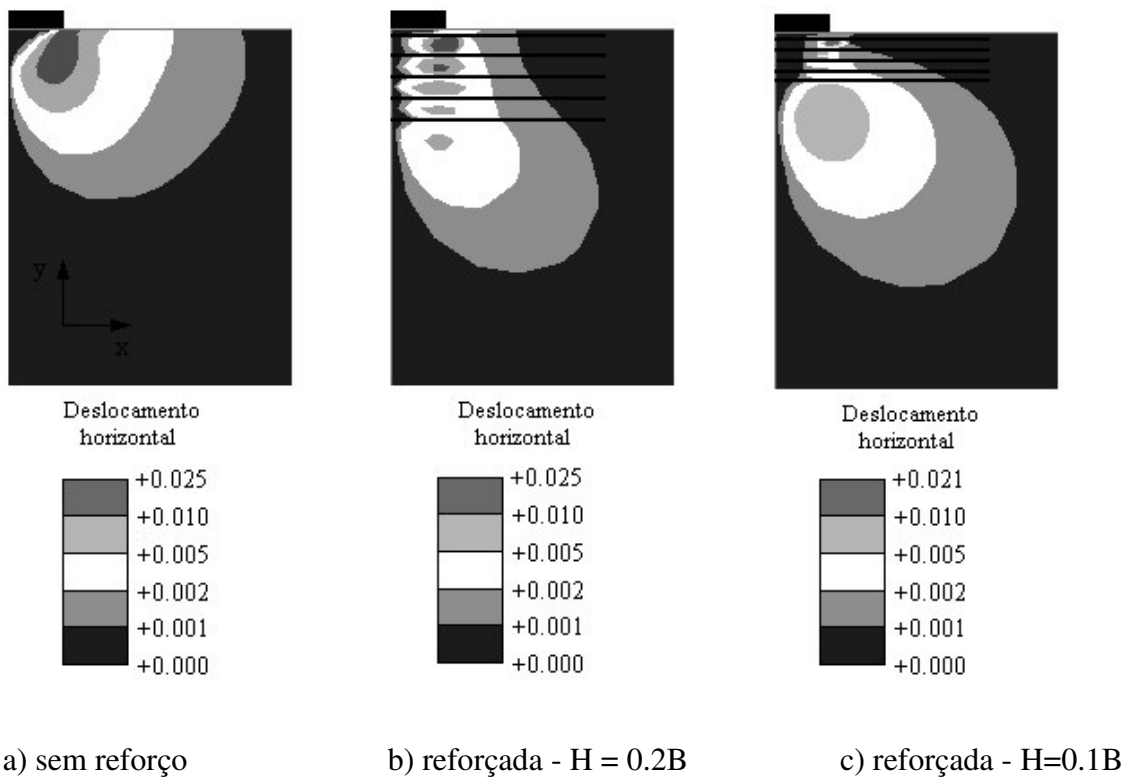 y
x
Deslocamento
horizontal
+0.025
+0.010
+0.005
+0.002
+0.001
+0.000
Deslocamento
horizontal
+0.025
+0.010
+0.005
+0.002
+0.001
+0.000
Deslocamento
horizontal
+0.021
+0.010
+0.005
+0.002
+0.001
+0.000
a) sem reforço
b) reforçada - H = 0.2B
c) reforçada - H=0.1B